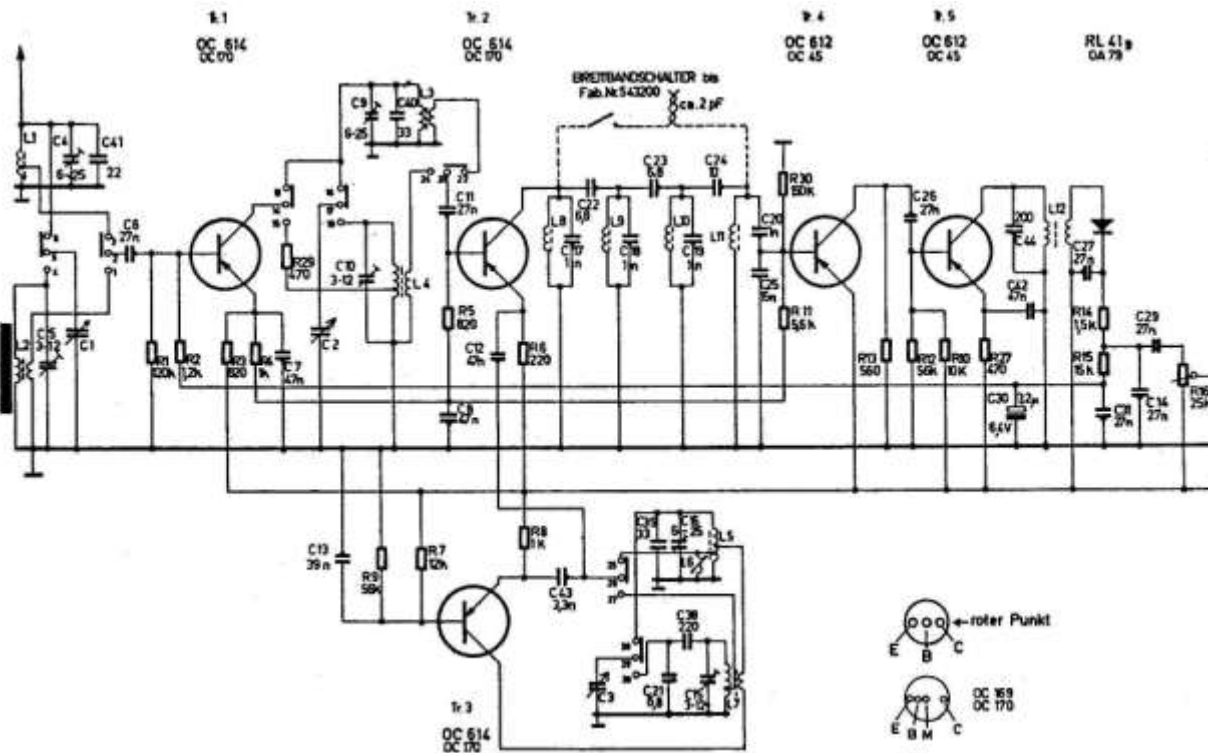 Tr.1
OC 614
OC 170
Tr. 2
OC 614
OC 170
Tr. 4
OC 612
OC 45
Tr. 5
OC 612
OC 45
RL 41g
OA 79
BREITBANDSCHALTER bis
Fab. Nr. 543200
ca. 2 pF
L1
C4
6-25
C41
22
C6
27n
C9
6-25
C40
33
L3
C11
27n
C22
6,8
C23
6,8
C24
10
R30
150K
C26
27n
200
C44
L12
C27
27n
L8
C17
1n
L9
C18
1n
L10
C19
1n
L11
C20
1n
C25
15n
R29
470
C10
3-12
L4
R5
820
C42
47n
R14
1,5k
C29
27n
L2
C5
3-12
C1
R1
120k
R2
1,2k
R3
820
R4
1k
C7
47n
C2
C12
47n
R6
220
R11
5,6k
R13
560
R12
56k
R10
10K
R27
470
R15
15k
R16
25k
C8
47n
C30
3,2µ
6,4V
27n
C14
27n
C13
39n
R9
56k
R7
12k
R8
1k
C43
3,3n
33
L5
L6
C38
220
C3
C21
6,8
3-12
L7
Tr. 3
OC 614
OC 170
roter Punkt
E
B
C
OC 169
OC 170
E
B
M
C